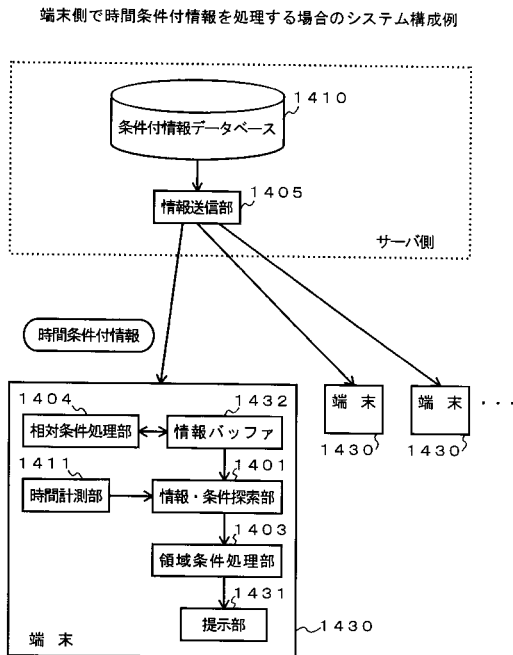 端末側で時間条件付情報を処理する場合のシステム構成例
1410
条件付情報データベース
1405
情報送信部
サーバ側
時間条件付情報
1404
相対条件処理部
1432
情報バッファ
端 末
端 末
・・・
1430
1430
1411
時間計測部
1401
情報・条件探索部
1403
領域条件処理部
1431
提示部
1430
端 末